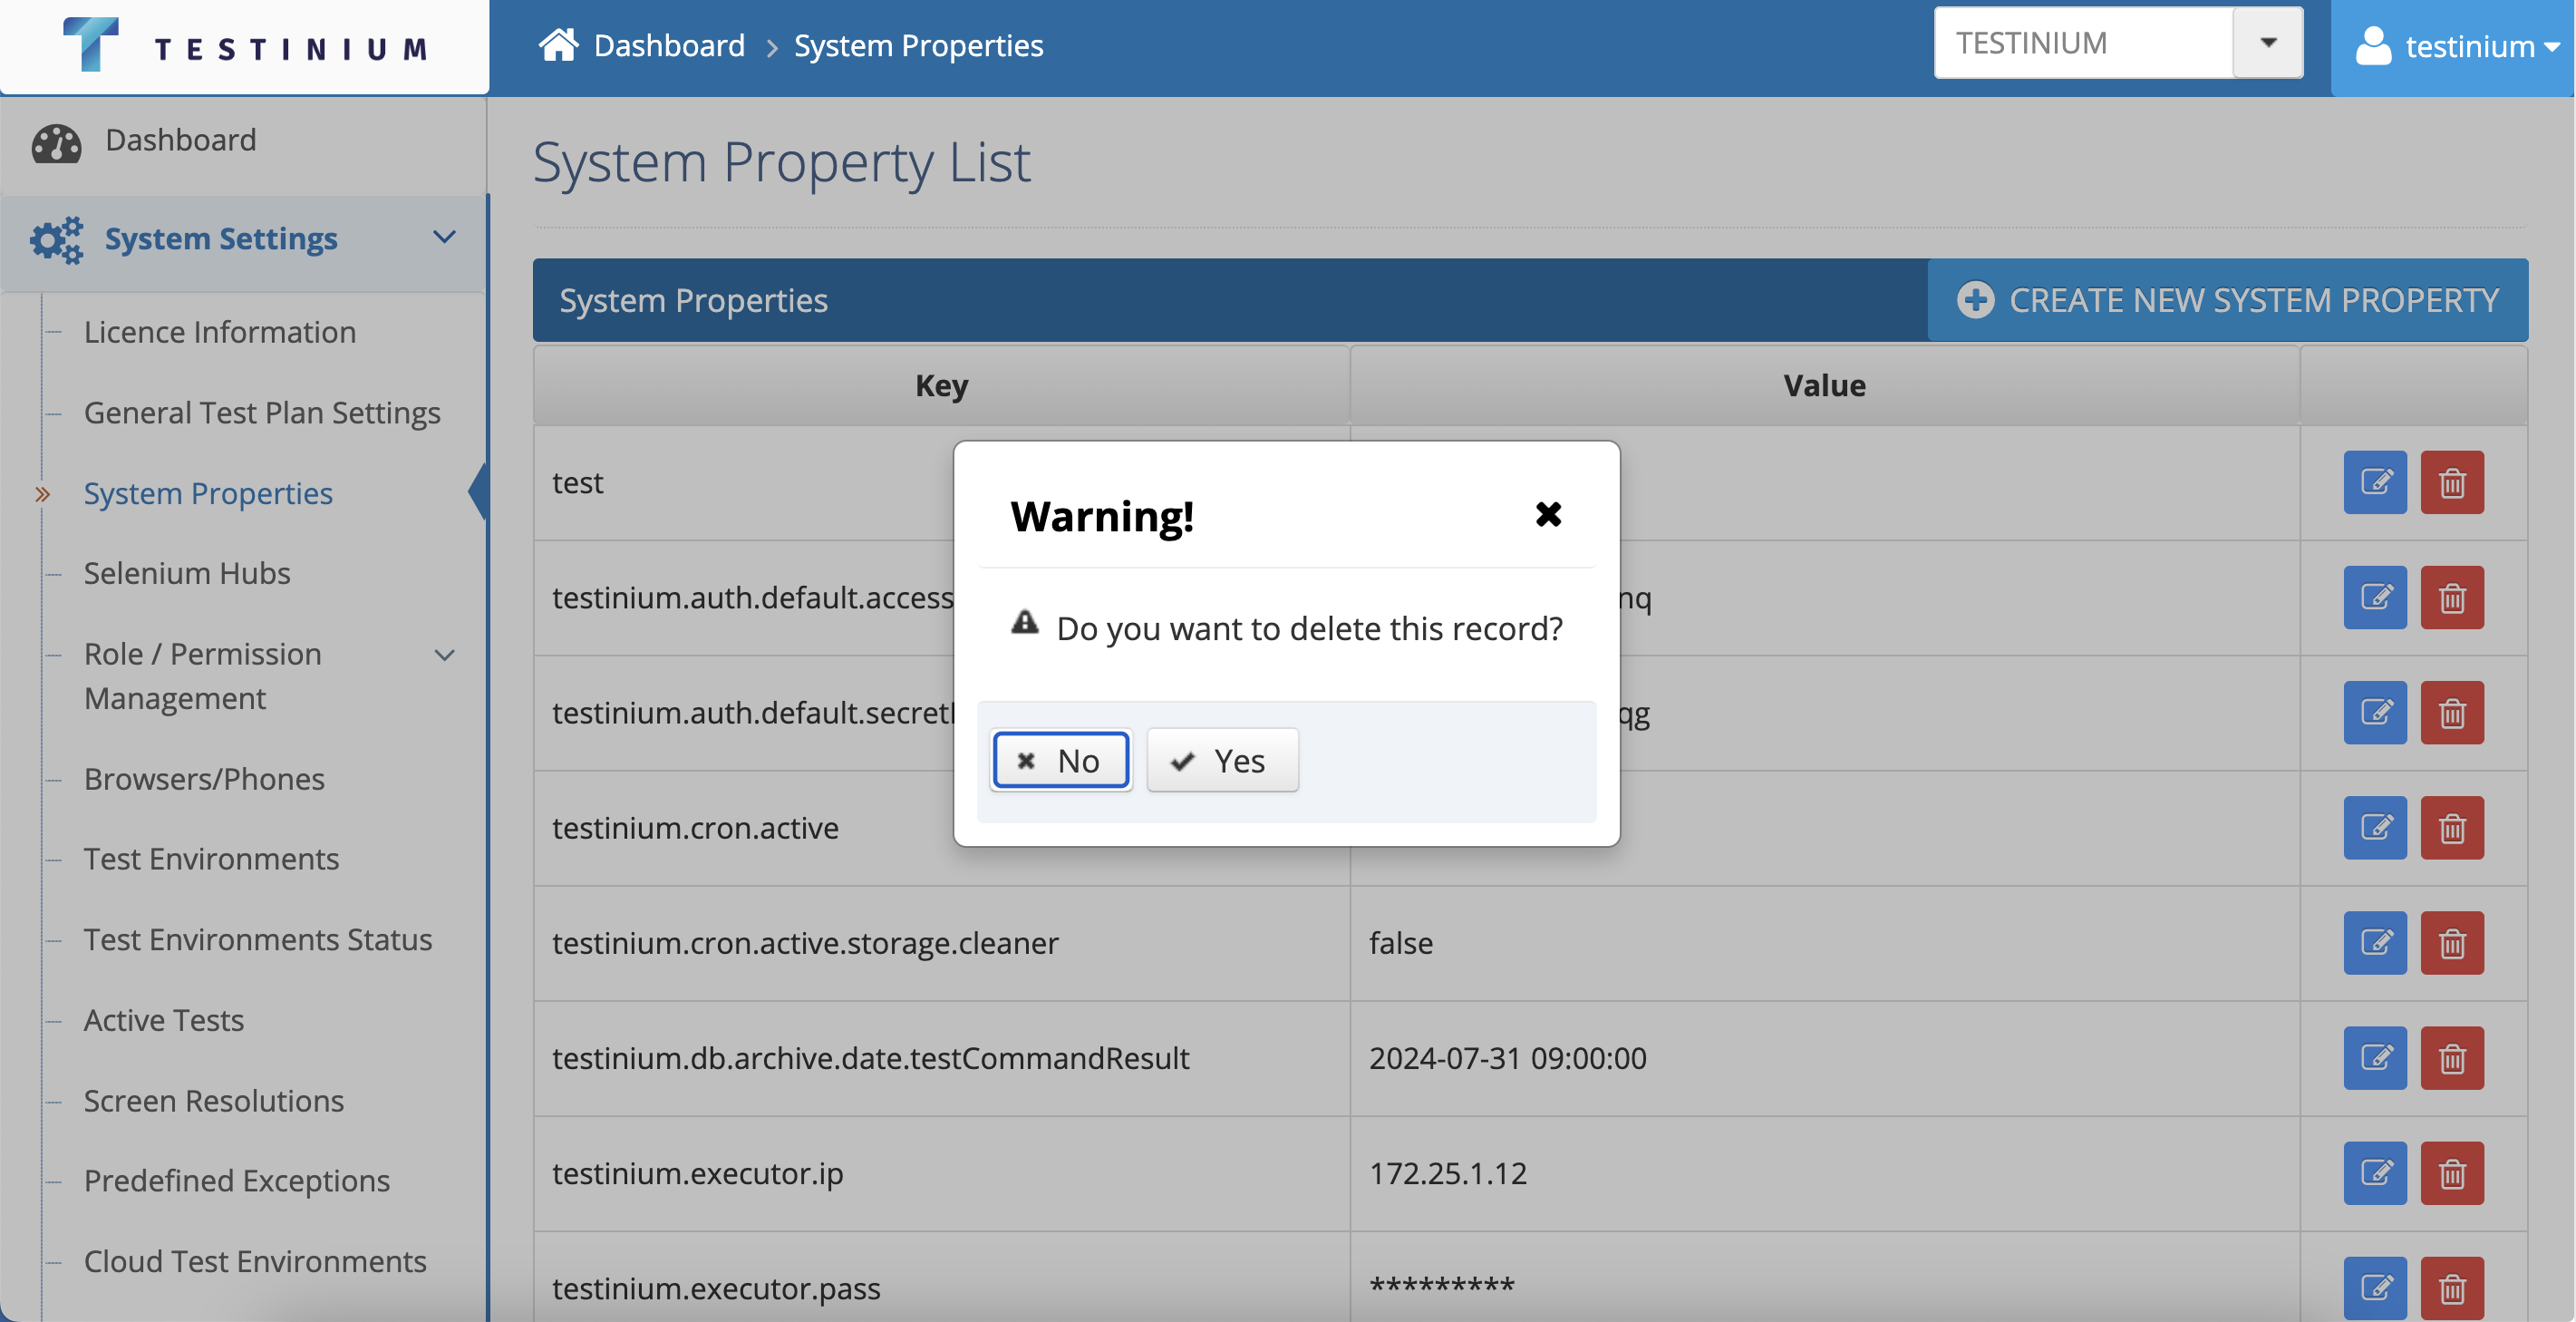 TESTINIUM
Dashboard > System Properties
TESTINIUM
testinium
Dashboard
System Settings
Licence Information
General Test Plan Settings
System Properties
Selenium Hubs
Role / Permission
Management
Browsers/Phones
Test Environments
Test Environments Status
Active Tests
Screen Resolutions
Predefined Exceptions
Cloud Test Environments
System Property List
System Properties
CREATE NEW SYSTEM PROPERTY
Key Value
test
testinium.auth.default.access nq
testinium.auth.default.secret qg
testinium.cron.active
testinium.cron.active.storage.cleaner false
testinium.db.archive.date.testCommandResult 2024-07-31 09:00:00
testinium.executor.ip 172.25.1.12
testinium.executor.pass *********
Warning!
Do you want to delete this record?
No Yes